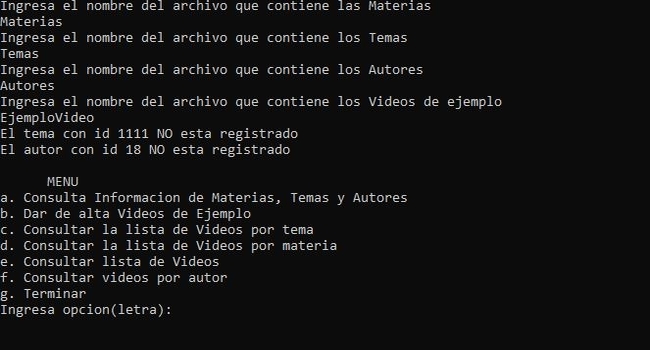 Ingresa el nombre del archivo que contiene las Materias
Materias
Ingresa el nombre del archivo que contiene los Temas
Temas
Ingresa el nombre del archivo que contiene los Autores
Autores
Ingresa el nombre del archivo que contiene los Videos de ejemplo
EjemploVideo
El tema con id 1111 NO esta registrado
El autor con id 18 NO esta registrado
MENU
a. Consulta Informacion de Materias, Temas y Autores
b. Dar de alta Videos de Ejemplo
c. Consultar la lista de Videos por tema
d. Consultar la lista de Videos por materia
e. Consultar lista de Videos
f. Consultar videos por autor
g. Terminar
Ingresa opcion(letra):